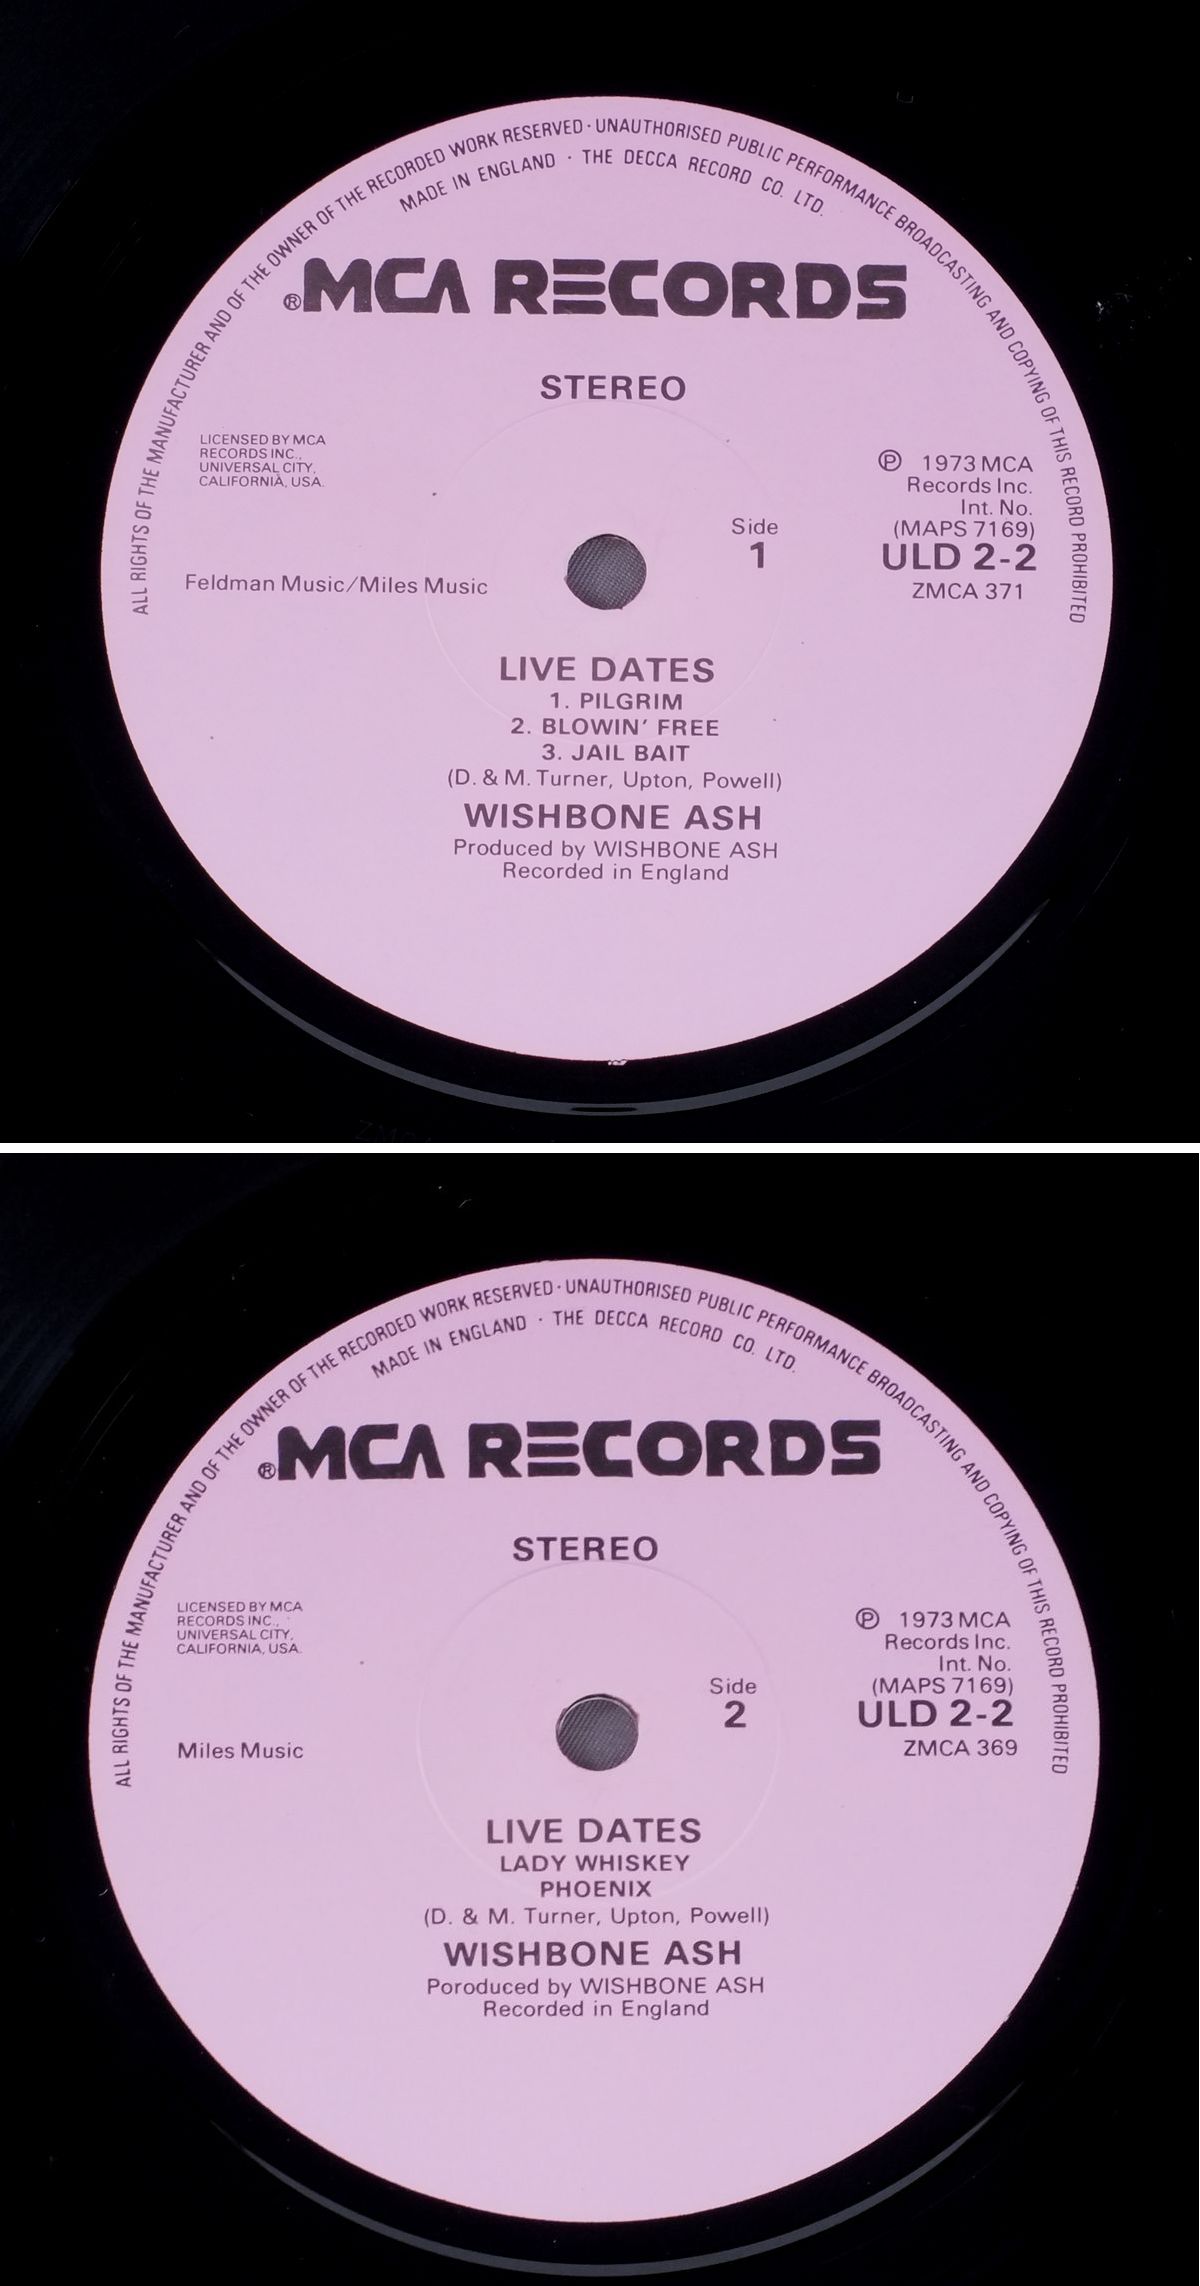 ALL RIGHTS OF THE MANUFACTURER AND OF THE OWNER OF THE RECORDED WORK RESERVED · UNAUTHORISED PUBLIC PERFORMANCE BROADCASTING AND COPYING OF THIS RECORD PROHIBITED
MADE IN ENGLAND · THE DECCA RECORD CO. LTD.
®MCA RECORDS
STEREO
LICENSED BY MCA
RECORDS INC.,
UNIVERSAL CITY,
CALIFORNIA, USA.
℗ 1973 MCA
Records Inc.
Int. No.
(MAPS 7169)
ULD 2-2
ZMCA 371
Side
1
Feldman Music/Miles Music
LIVE DATES
1. PILGRIM
2. BLOWIN' FREE
3. JAIL BAIT
(D. & M. Turner, Upton, Powell)
WISHBONE ASH
Produced by WISHBONE ASH
Recorded in England
ALL RIGHTS OF THE MANUFACTURER AND OF THE OWNER OF THE RECORDED WORK RESERVED · UNAUTHORISED PUBLIC PERFORMANCE BROADCASTING AND COPYING OF THIS RECORD PROHIBITED
MADE IN ENGLAND · THE DECCA RECORD CO. LTD.
®MCA RECORDS
STEREO
LICENSED BY MCA
RECORDS INC.,
UNIVERSAL CITY,
CALIFORNIA, USA.
℗ 1973 MCA
Records Inc.
Int. No.
(MAPS 7169)
ULD 2-2
ZMCA 369
Side
2
Miles Music
LIVE DATES
LADY WHISKEY
PHOENIX
(D. & M. Turner, Upton, Powell)
WISHBONE ASH
Poroduced by WISHBONE ASH
Recorded in England